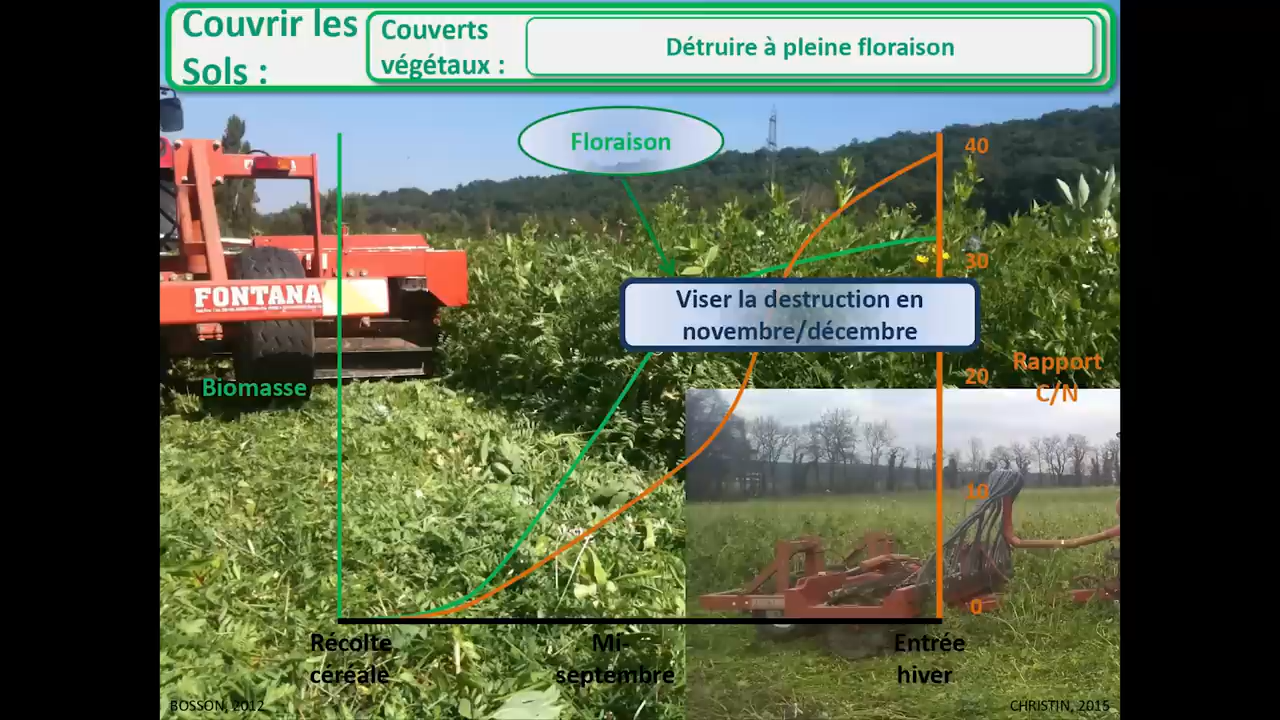 Couvrir les
Sols :
Couverts
végétaux :
Détruire à pleine floraison
Floraison
40
30
FONTANA
Viser la destruction en
novembre/décembre
Biomasse
20
Rapport
C/N
10
0
Récolte
céréale
Mi-
septembre
Entrée
hiver
BOSSON, 2012
CHRISTIN, 2015